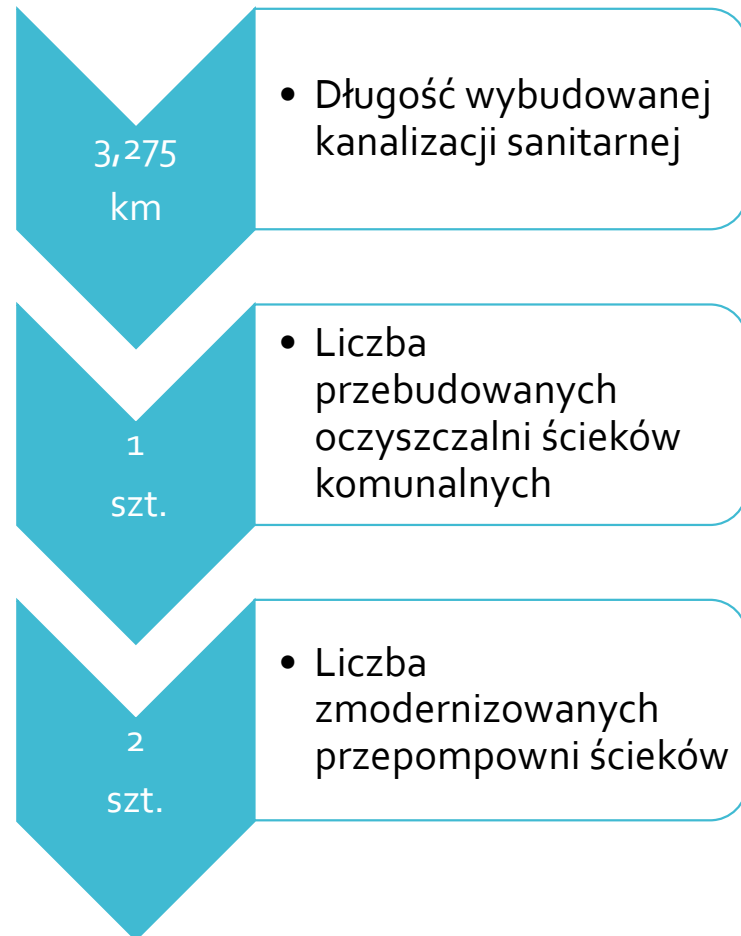 3,275
km
• Długość wybudowanej
kanalizacji sanitarnej
1
szt.
• Liczba
przebudowanych
oczyszczalni ścieków
komunalnych
2
szt.
• Liczba
zmodernizowanych
przepompowni ścieków